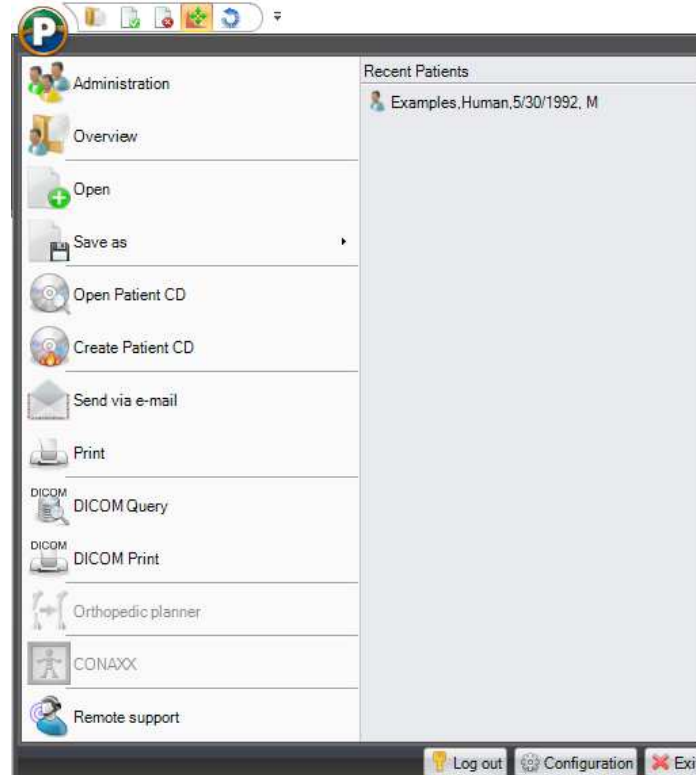 P
Administration
Recent Patients
Examples,Human,5/30/1992, M
Overview
Open
Save as
Open Patient CD
Create Patient CD
Send via e-mail
Print
DICOM
DICOM Query
DICOM
DICOM Print
Orthopedic planner
CONAXX
Remote support
Log out Configuration Exi